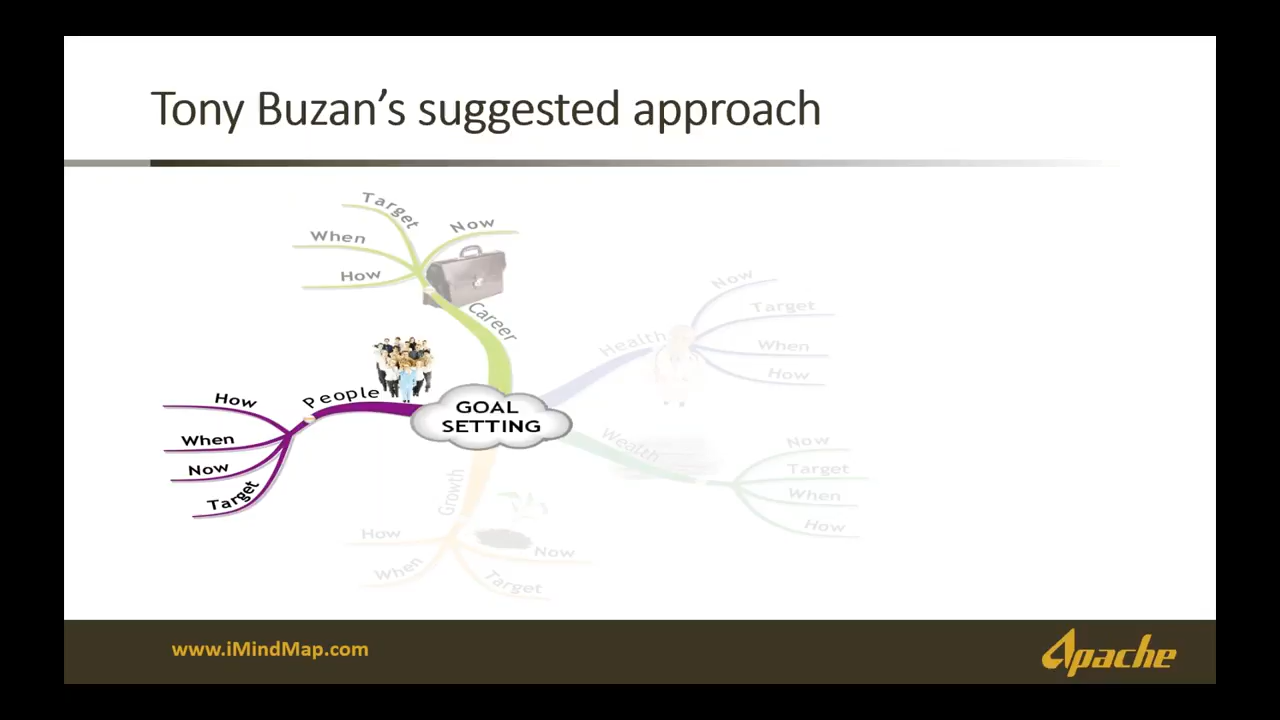 Tony Buzan's suggested approach
Target
Now
When
How
Career
Now
Target
When
How
Health
People
How
When
Now
Target
GOAL
SETTING
Wealth
Now
Target
When
How
Growth
How
When
Now
Target
www.iMindMap.com
Apache